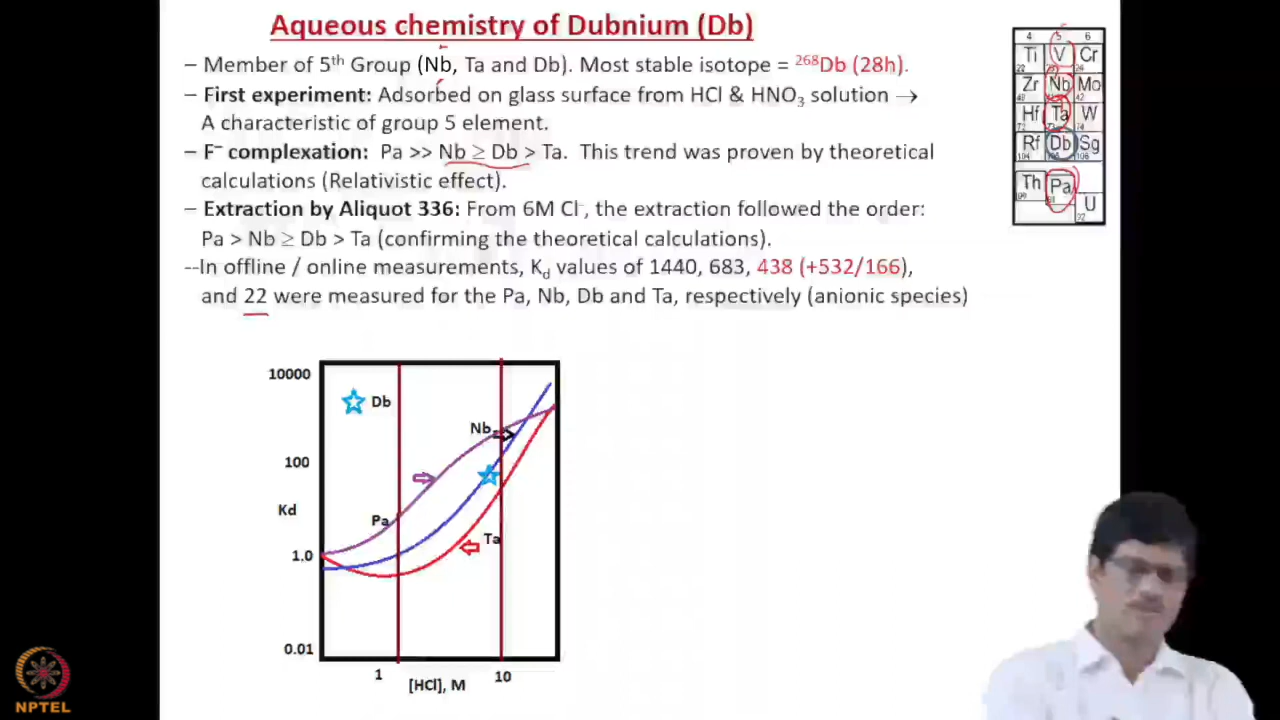 Aqueous chemistry of Dubnium (Db)
– Member of 5th Group (Nb, Ta and Db). Most stable isotope = ²⁶⁸Db (28h).
– First experiment: Adsorbed on glass surface from HCl & HNO₃ solution →
A characteristic of group 5 element.
– F⁻ complexation: Pa >> Nb ≥ Db > Ta. This trend was proven by theoretical
calculations (Relativistic effect).
– Extraction by Aliquot 336: From 6M Cl⁻, the extraction followed the order:
Pa > Nb ≥ Db > Ta (confirming the theoretical calculations).
--In offline / online measurements, Kd values of 1440, 683, 438 (+532/166),
and 22 were measured for the Pa, Nb, Db and Ta, respectively (anionic species)
4 5 6
Ti V Cr
22
Zr Nb Mo
Hf Ta W
Rf Db Sg
104 106
Th Pa
U
92
10000
Db
Nb
100
Kd
Pa
Ta
1.0
0.01
1 10
[HCl], M
NPTEL